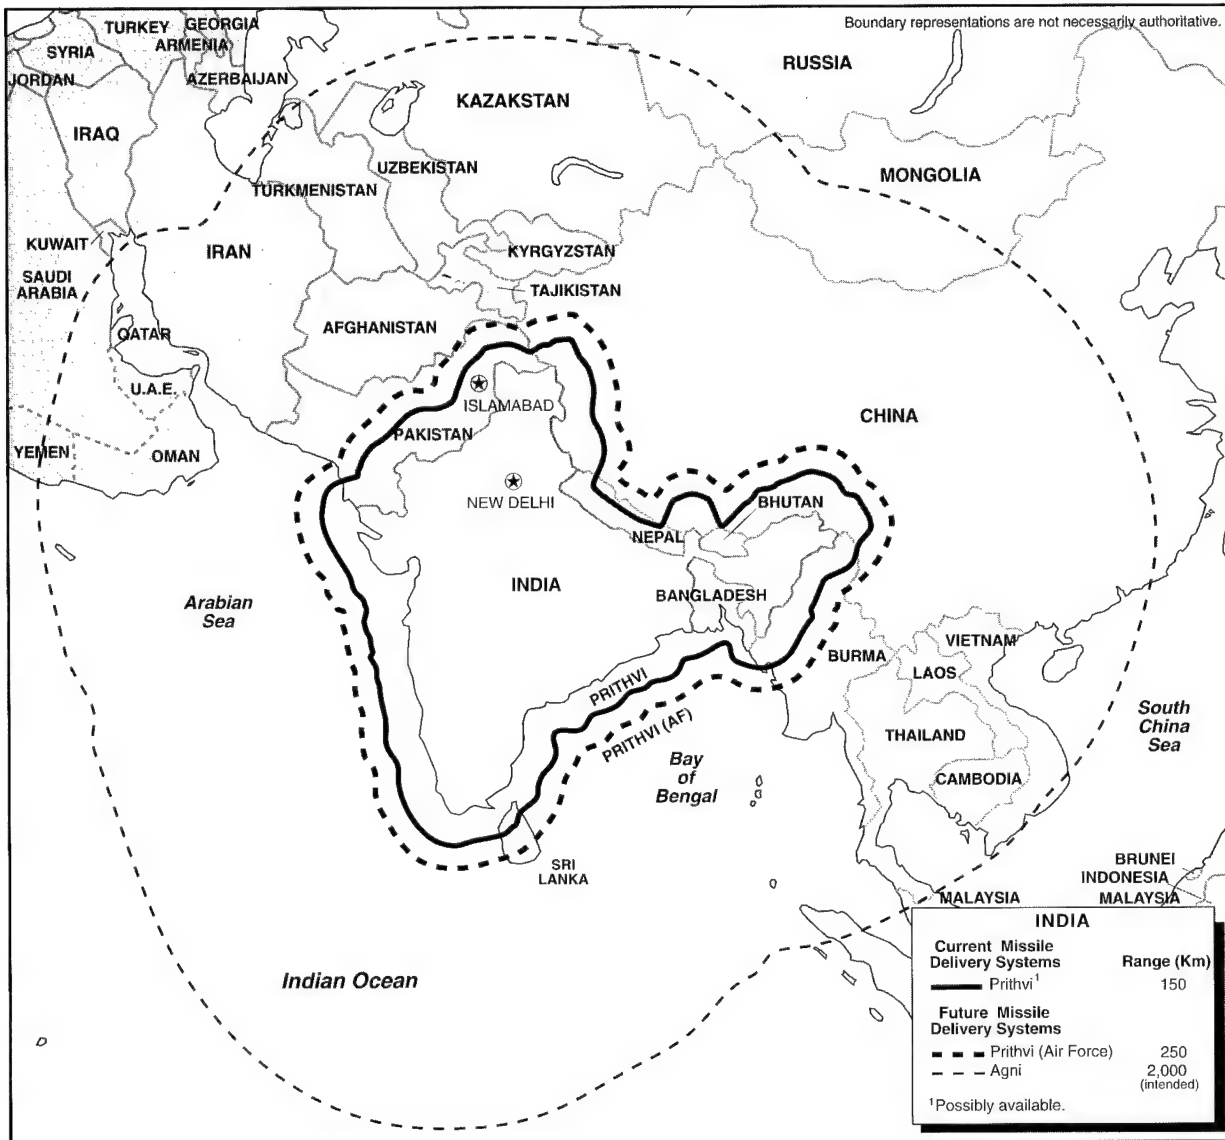 Boundary representations are not necessarily authoritative.
TURKEY
GEORGIA
ARMENIA
SYRIA
RUSSIA
JORDAN
AZERBAIJAN
KAZAKSTAN
IRAQ
UZBEKISTAN
MONGOLIA
TURKMENISTAN
KUWAIT
IRAN
KYRGYZSTAN
SAUDI
ARABIA
TAJIKISTAN
QATAR
AFGHANISTAN
U.A.E.
ISLAMABAD
CHINA
PAKISTAN
YEMEN
OMAN
NEW DELHI
BHUTAN
NEPAL
INDIA
BANGLADESH
Arabian
Sea
VIETNAM
BURMA
LAOS
PRITHVI
PRITHVI (AF)
South
China
Sea
THAILAND
Bay
of
Bengal
CAMBODIA
SRI
LANKA
BRUNEI
INDONESIA
MALAYSIA
MALAYSIA
Indian Ocean
INDIA
Current Missile
Delivery Systems Range (Km)
Prithvi¹ 150
Future Missile
Delivery Systems
Prithvi (Air Force) 250
Agni 2,000
(intended)
¹Possibly available.